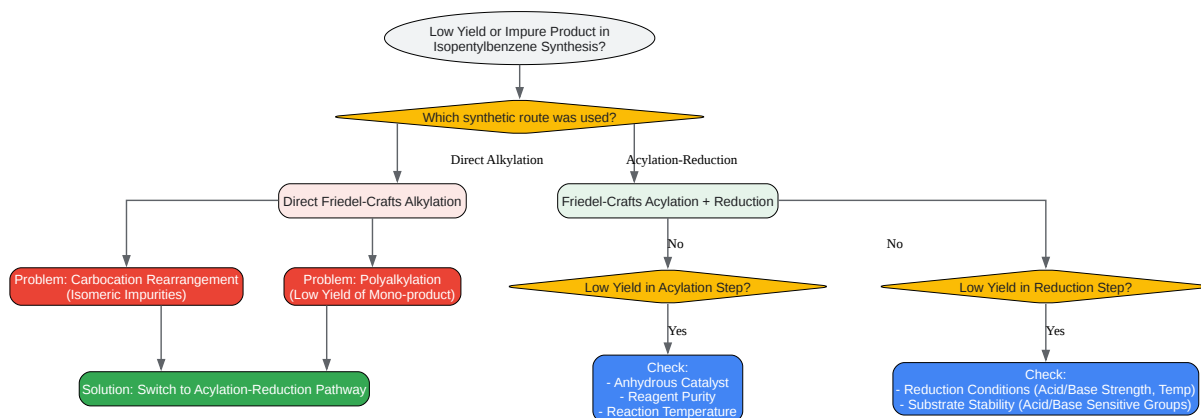 Low Yield or Impure Product in
Isopentylbenzene Synthesis?
Which synthetic route was used?
Direct Alkylation
Acylation-Reduction
Direct Friedel-Crafts Alkylation
Friedel-Crafts Acylation + Reduction
No
No
Problem: Carbocation Rearrangement
(Isomeric Impurities)
Problem: Polyalkylation
(Low Yield of Mono-product)
Low Yield in Acylation Step?
Low Yield in Reduction Step?
Yes
Yes
Solution: Switch to Acylation-Reduction Pathway
Check:
- Anhydrous Catalyst
- Reagent Purity
- Reaction Temperature
Check:
- Reduction Conditions (Acid/Base Strength, Temp)
- Substrate Stability (Acid/Base Sensitive Groups)